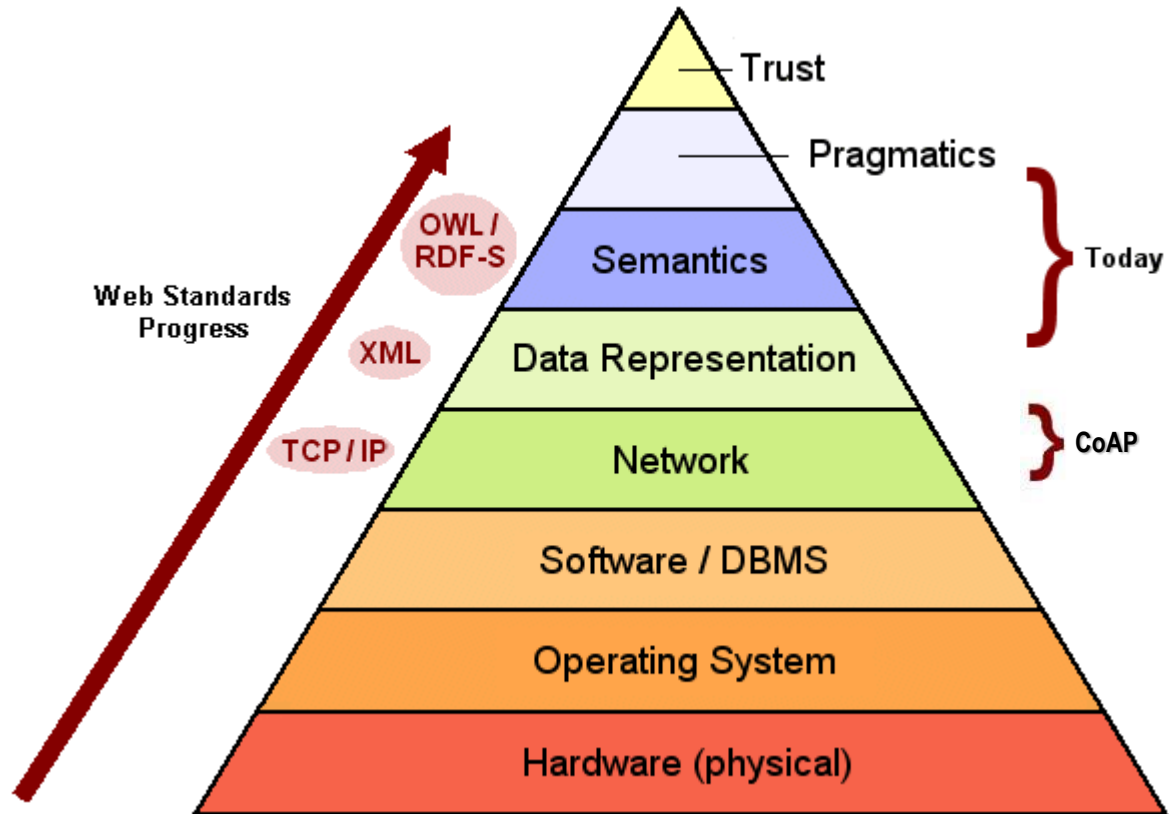 Trust
Pragmatics
OWL /
RDF-S
Semantics
Today
Web Standards
Progress
XML
Data Representation
TCP / IP
Network
CoAP
Software / DBMS
Operating System
Hardware (physical)